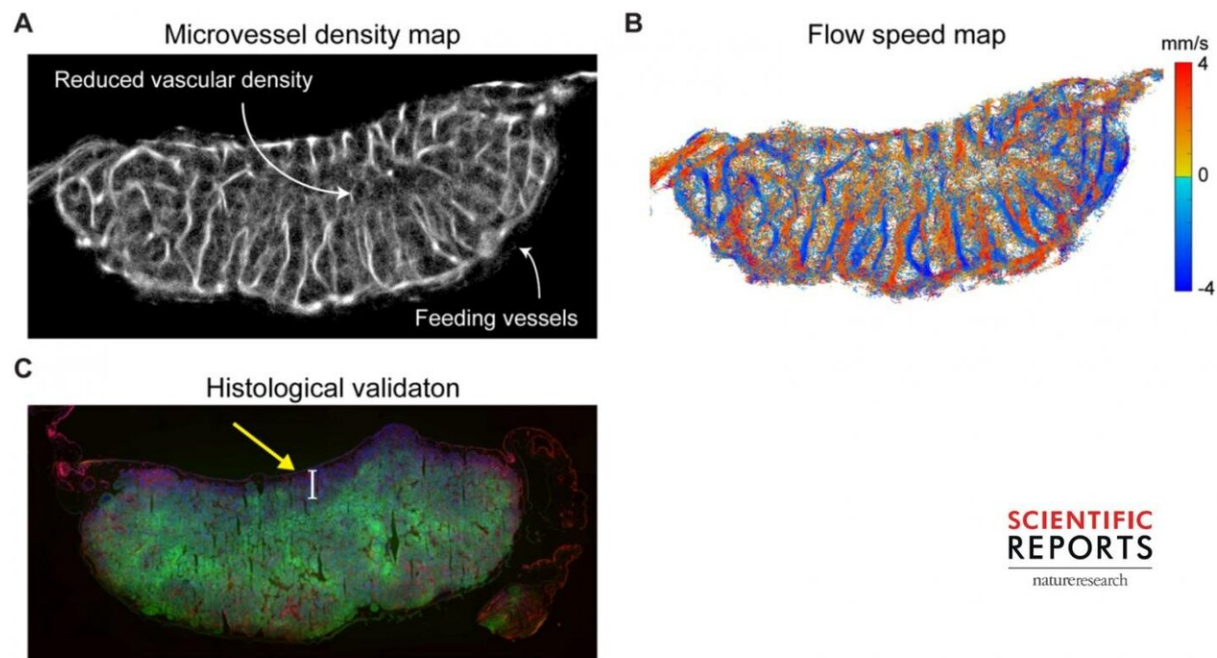 A
Microvessel density map
Reduced vascular density
Feeding vessels
B
Flow speed map
mm/s
4
0
-4
C
Histological validaton
SCIENTIFIC
REPORTS
natureresearch